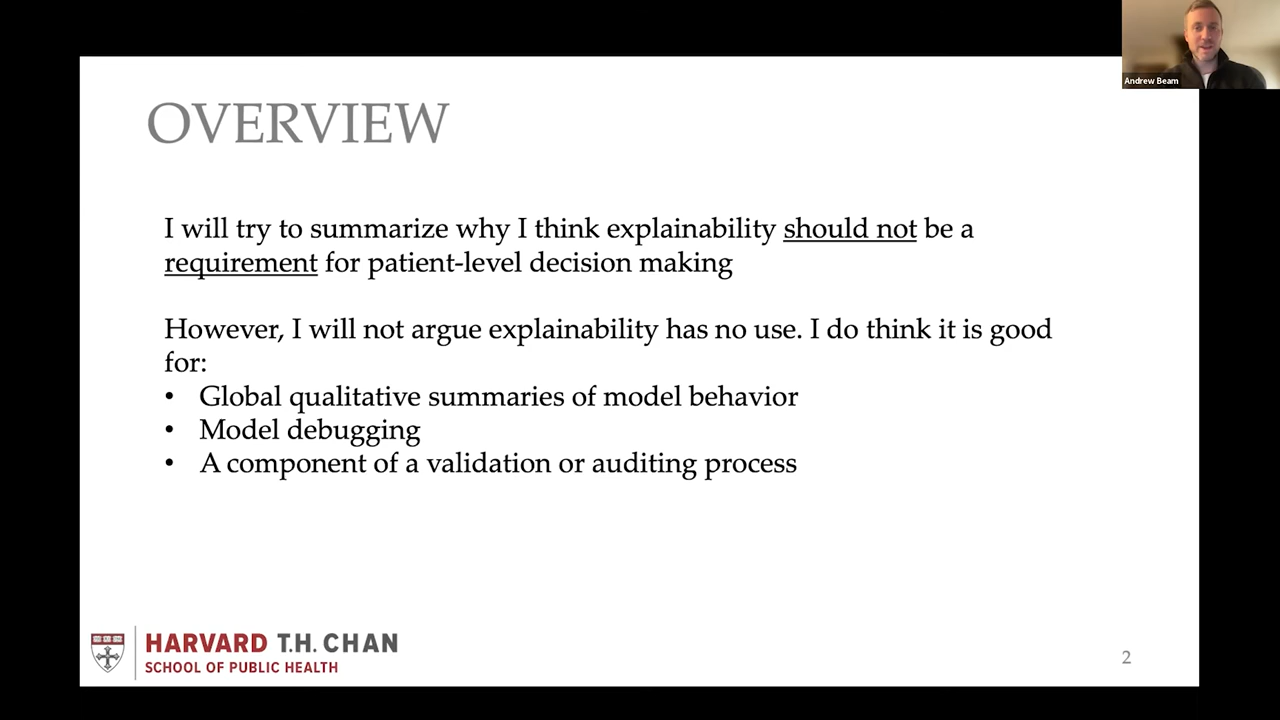 Andrew Beam
OVERVIEW
I will try to summarize why I think explainability should not be a
requirement for patient-level decision making
However, I will not argue explainability has no use. I do think it is good
for:
• Global qualitative summaries of model behavior
• Model debugging
• A component of a validation or auditing process
HARVARD T.H. CHAN
SCHOOL OF PUBLIC HEALTH
2